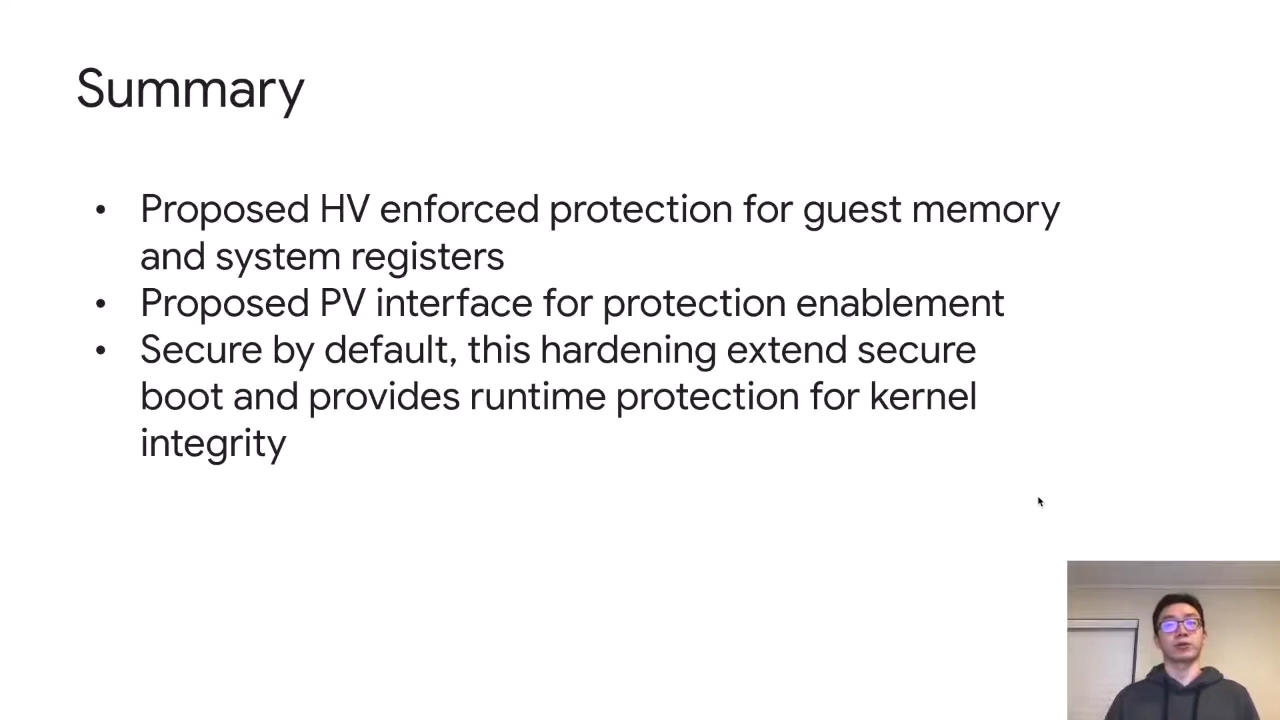 Summary
• Proposed HV enforced protection for guest memory
and system registers
• Proposed PV interface for protection enablement
• Secure by default, this hardening extend secure
boot and provides runtime protection for kernel
integrity